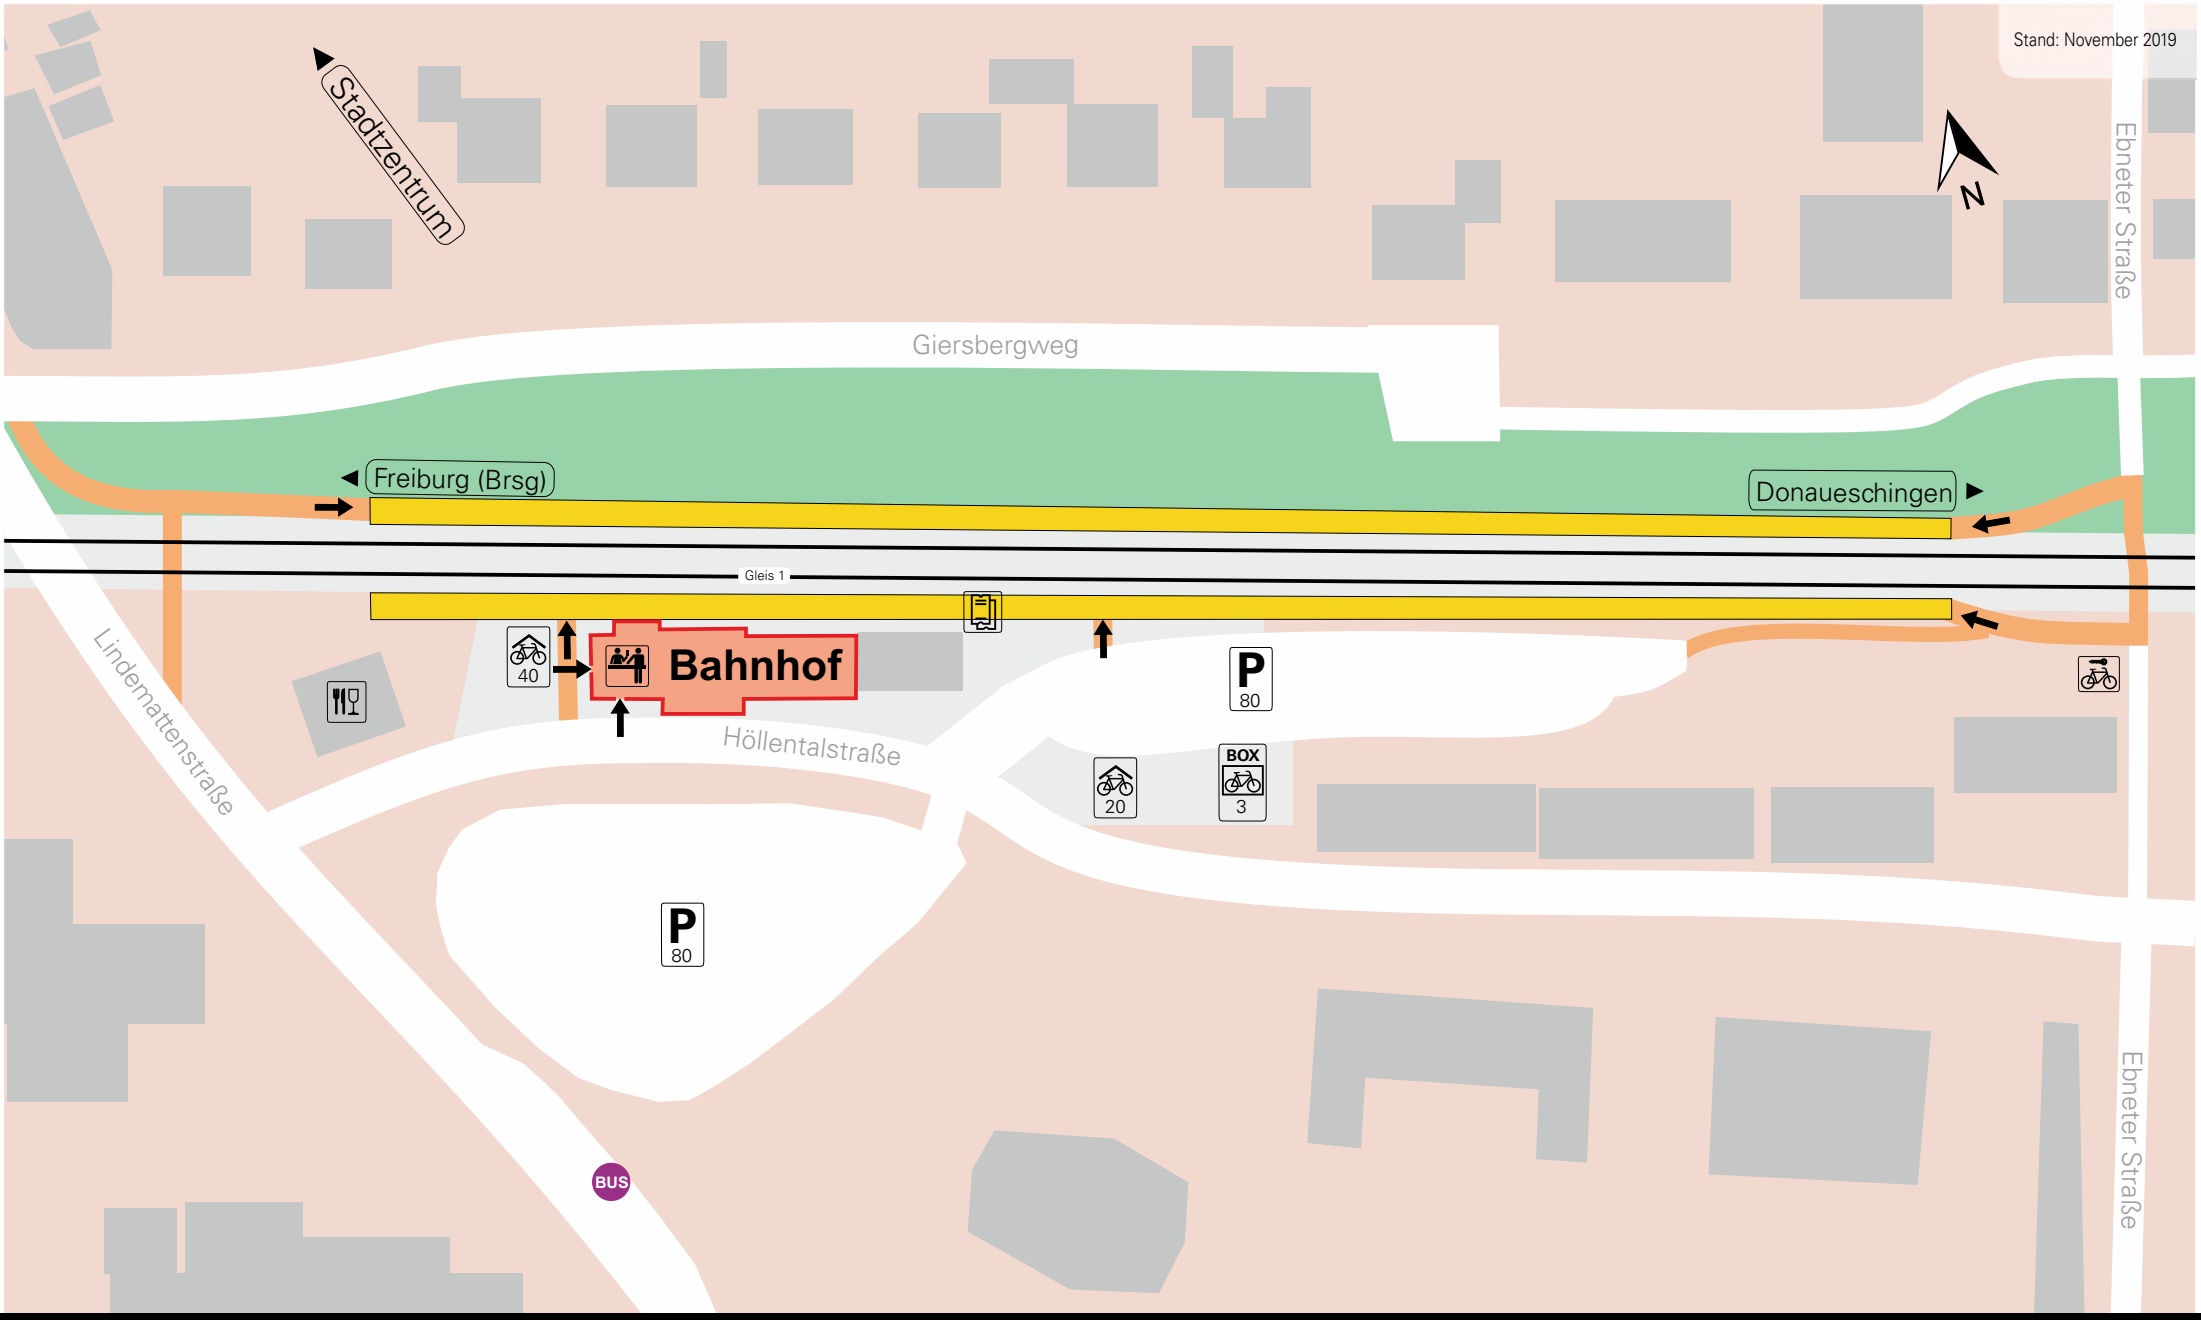 Stand: November 2019
Stadtzentrum
N
Ebneter Straße
Giersbergweg
Freiburg (Brsg)
Donaueschingen
Gleis 1
Lindemattenstraße
40
Bahnhof
P
80
Höllentalstraße
20
BOX
3
P
80
Ebneter Straße
BUS